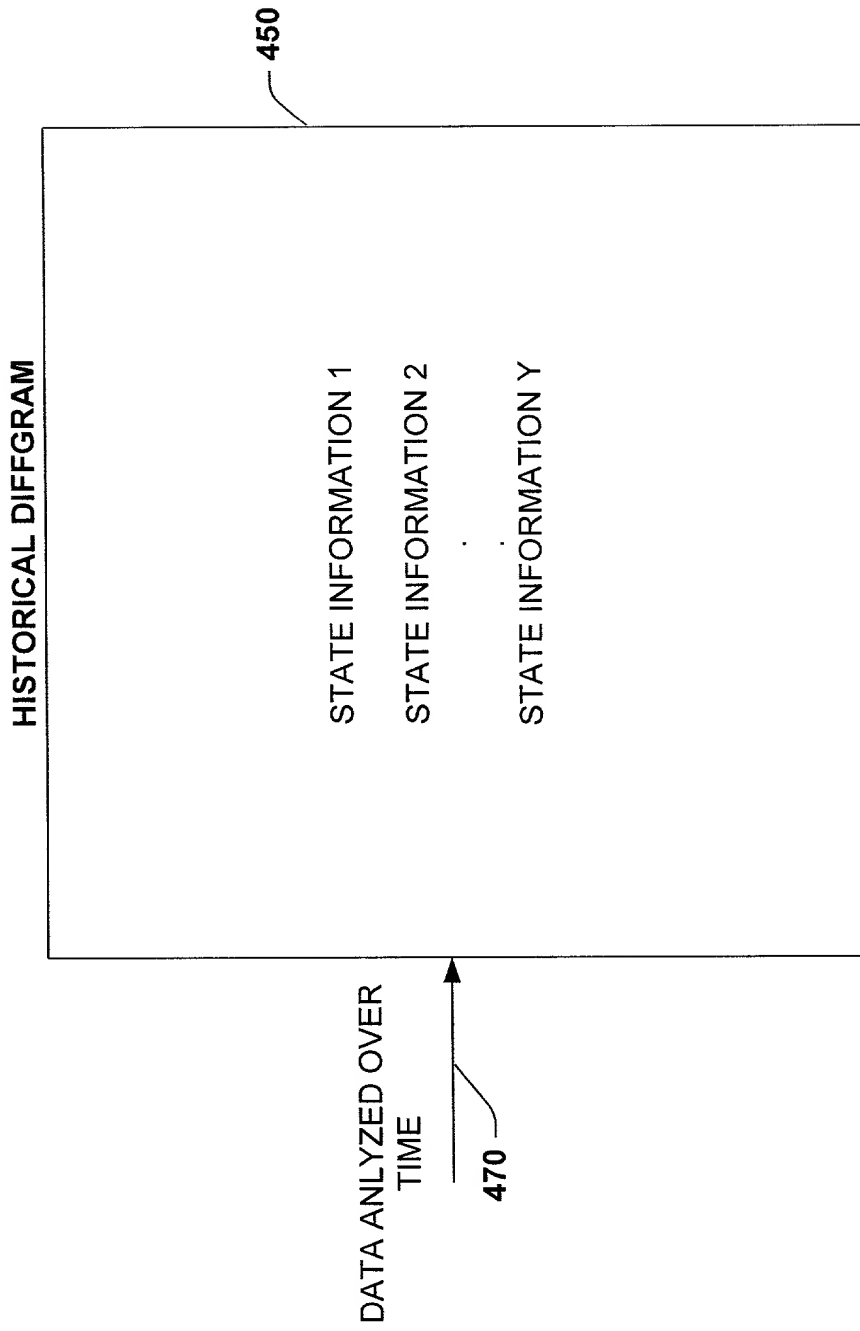 HISTORICAL DIFFGRAM
450
STATE INFORMATION 1
STATE INFORMATION 2
.
.
STATE INFORMATION Y
DATA ANLYZED OVER
TIME
470